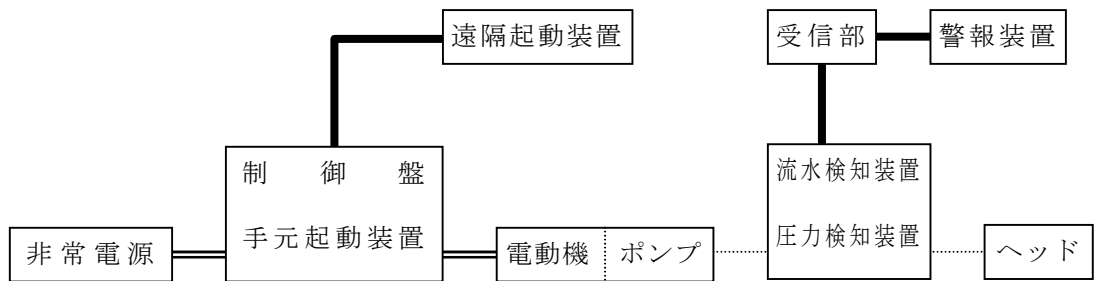 遠隔起動装置
受信部
警報装置
制御盤
手元起動装置
流水検知装置
圧力検知装置
非常電源
電動機
ポンプ
ヘッド